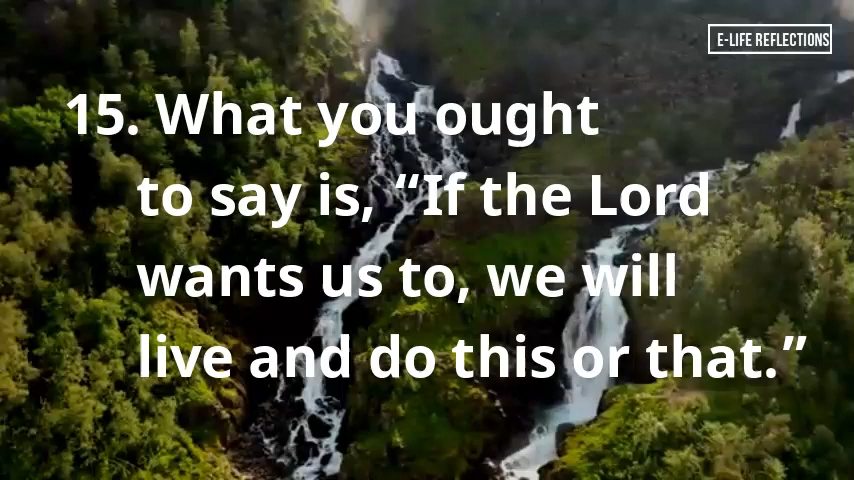 E-LIFE REFLECTIONS
15. What you ought
to say is, “If the Lord
wants us to, we will
live and do this or that.”